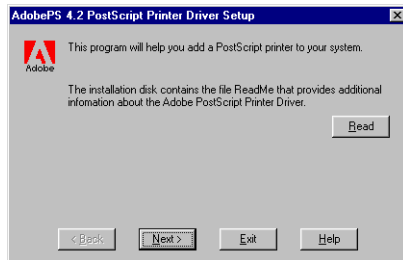 AdobePS 4.2 PostScript Printer Driver Setup
This program will help you add a PostScript printer to your system.
Adobe
The installation disk contains the file ReadMe that provides additional
infomation about the Adobe PostScript Printer Driver.
Read
< Back
Next >
Exit
Help